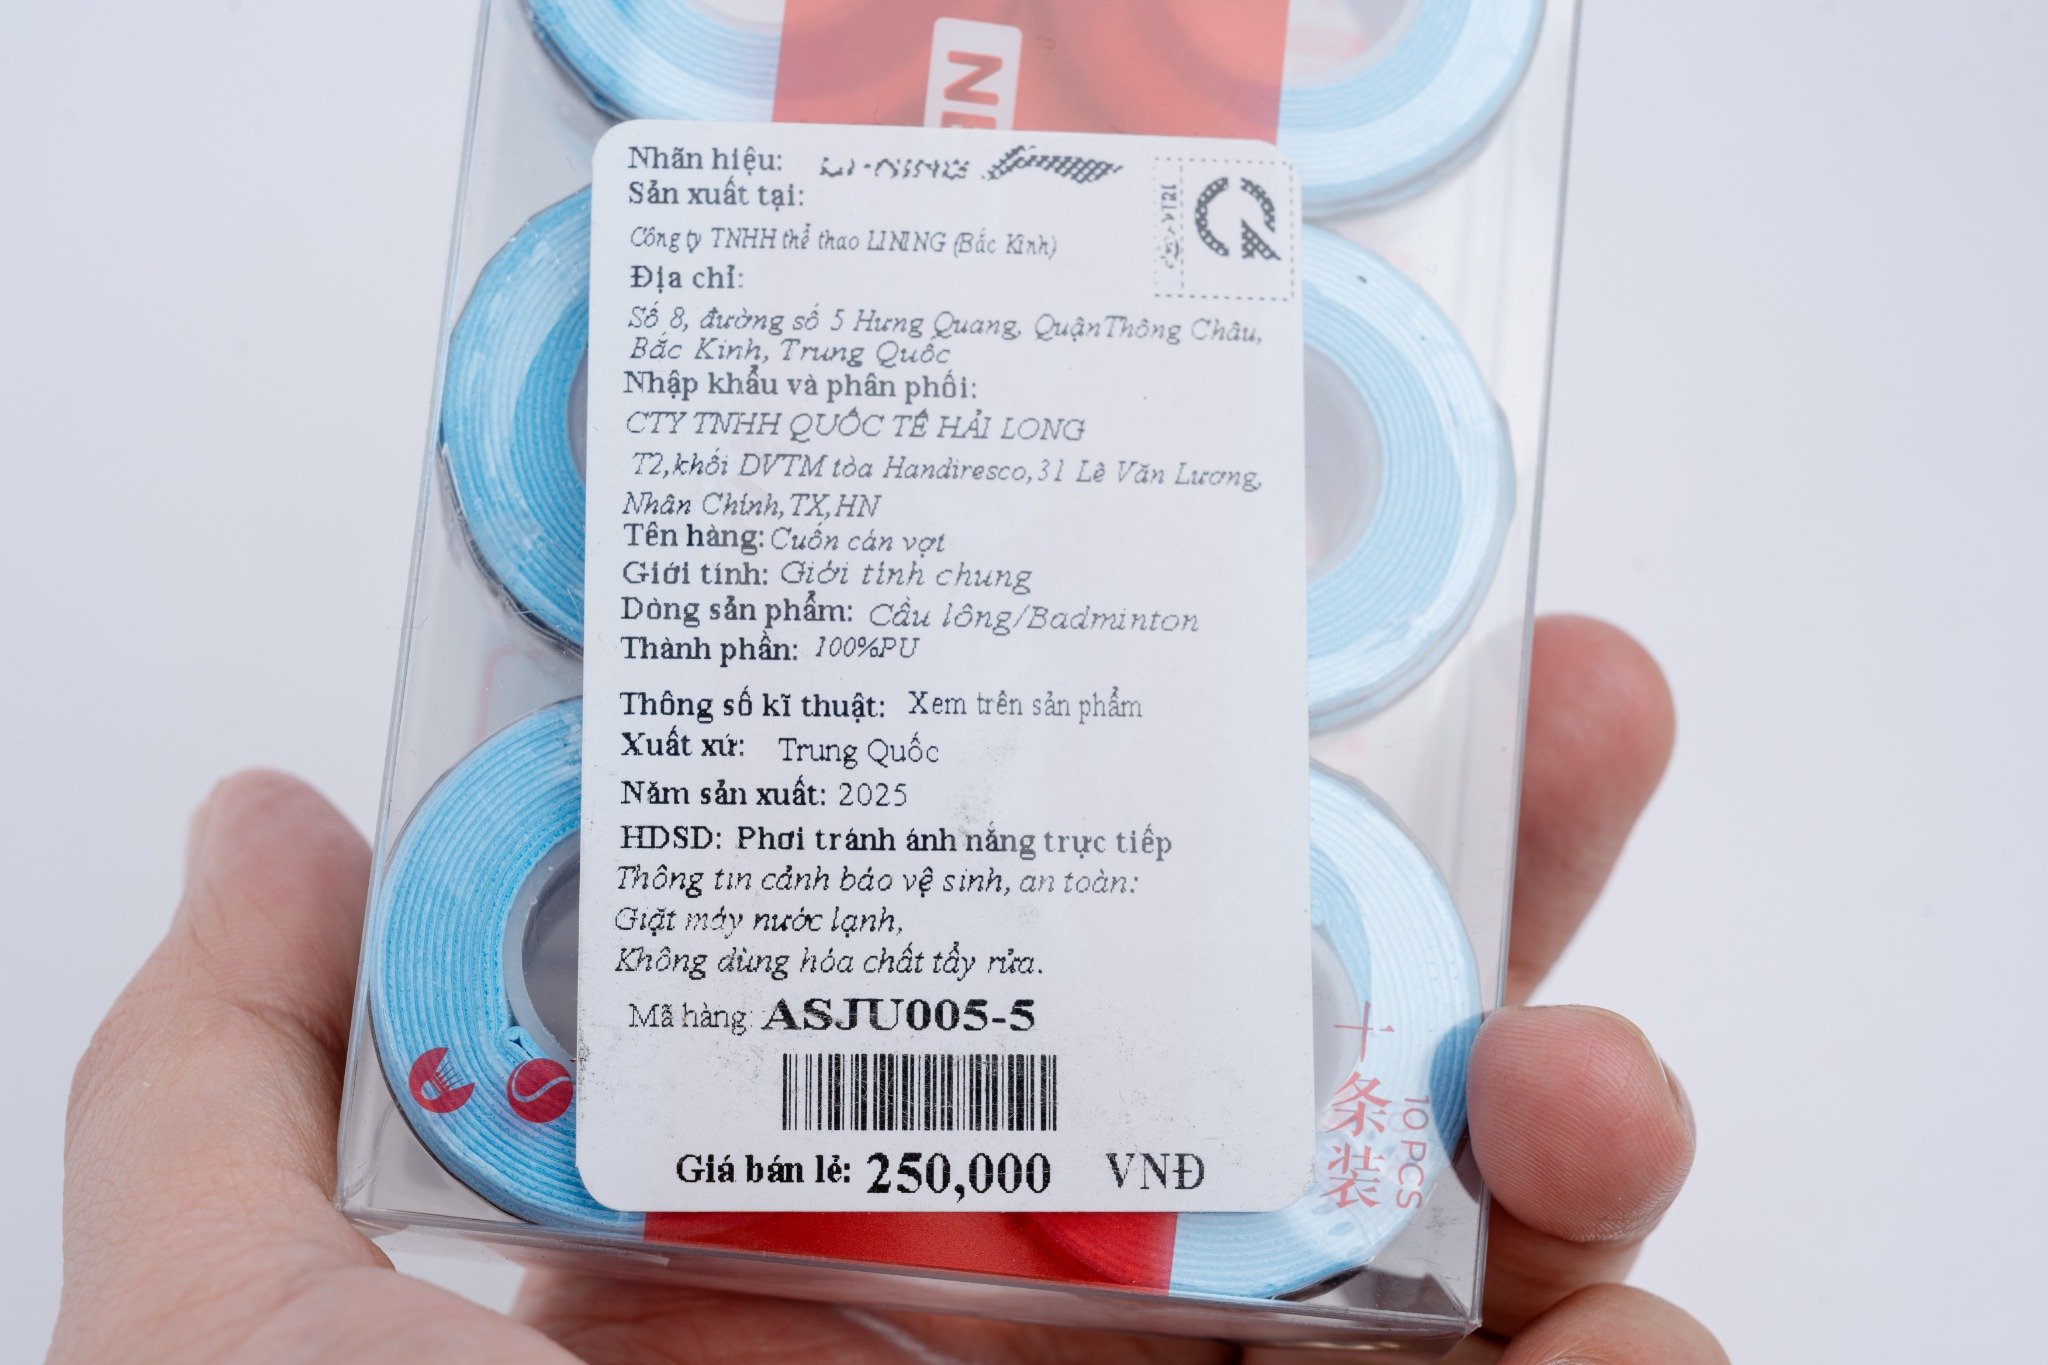 Nhãn hiệu: LI-NING
Sản xuất tại:
Công ty TNHH thể thao LINING (Bắc Kinh)
Địa chỉ:
Số 8, đường số 5 Hưng Quang, QuậnThông Châu,
Bắc Kinh, Trung Quốc
Nhập khẩu và phân phối:
CTY TNHH QUỐC TẾ HẢI LONG
T2,khối DVTM tòa Handiresco,31 Lê Văn Lương,
Nhân Chính,TX,HN
Tên hàng: Cuốn cán vợt
Giới tính: Giới tính chung
Dòng sản phẩm: Cầu lông/Badminton
Thành phần: 100%PU
Thông số kĩ thuật: Xem trên sản phẩm
Xuất xứ: Trung Quốc
Năm sản xuất: 2025
HDSD: Phơi tránh ánh nắng trực tiếp
Thông tin cảnh báo vệ sinh, an toàn:
Giặt máy nước lạnh,
Không dùng hóa chất tẩy rửa.
Mã hàng: ASJU005-5
Giá bán lẻ: 250,000 VNĐ
十条装
10PCS